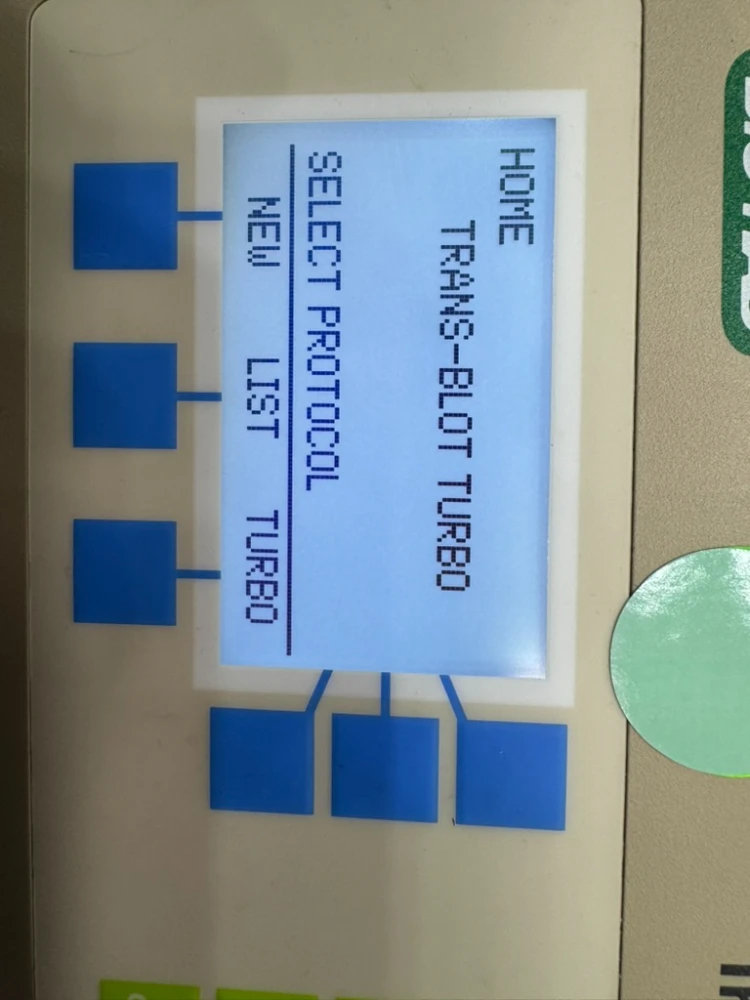 HOME
TRANS-BLOT TURBO
SELECT PROTOCOL
NEW LIST TURBO